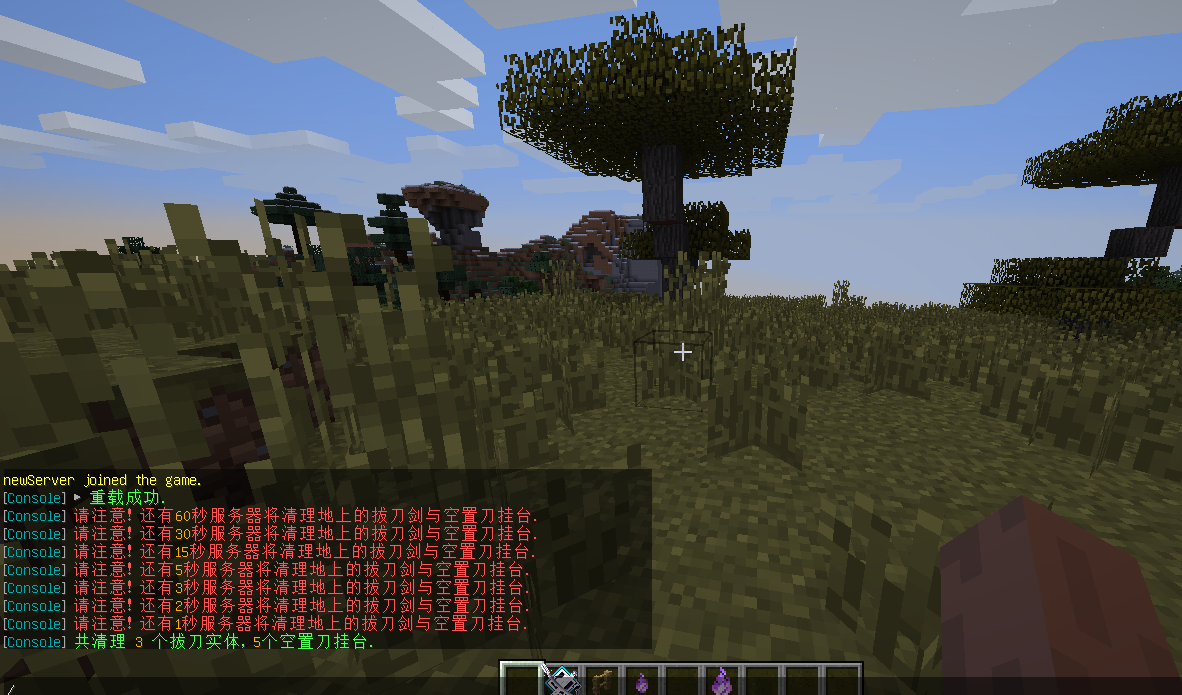 newServer joined the game.
[Console] ▶ 重载成功.
[Console] 请注意! 还有60秒服务器将清理地上的拔刀剑与空置刀挂台.
[Console] 请注意! 还有30秒服务器将清理地上的拔刀剑与空置刀挂台.
[Console] 请注意! 还有15秒服务器将清理地上的拔刀剑与空置刀挂台.
[Console] 请注意! 还有5秒服务器将清理地上的拔刀剑与空置刀挂台.
[Console] 请注意! 还有3秒服务器将清理地上的拔刀剑与空置刀挂台.
[Console] 请注意! 还有2秒服务器将清理地上的拔刀剑与空置刀挂台.
[Console] 请注意! 还有1秒服务器将清理地上的拔刀剑与空置刀挂台.
[Console] 共清理 3 个拔刀实体,5个空置刀挂台.
/